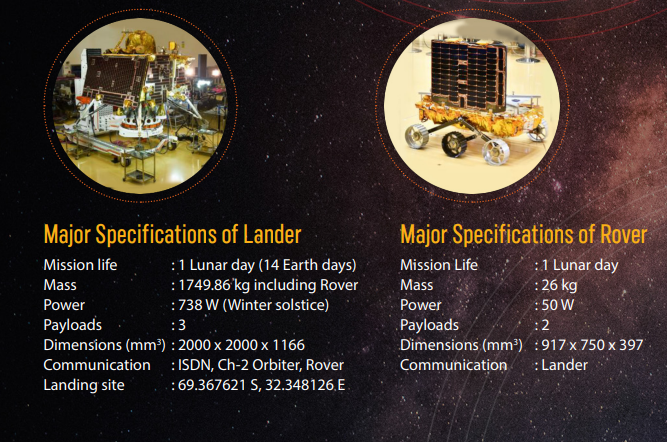 Major Specifications of Lander
Mission life : 1 Lunar day (14 Earth days)
Mass : 1749.86 kg including Rover
Power : 738 W (Winter solstice)
Payloads : 3
Dimensions (mm³) : 2000 x 2000 x 1166
Communication : ISDN, Ch-2 Orbiter, Rover
Landing site : 69.367621 S, 32.348126 E
Major Specifications of Rover
Mission Life : 1 Lunar day
Mass : 26 kg
Power : 50 W
Payloads : 2
Dimensions (mm³) : 917 x 750 x 397
Communication : Lander